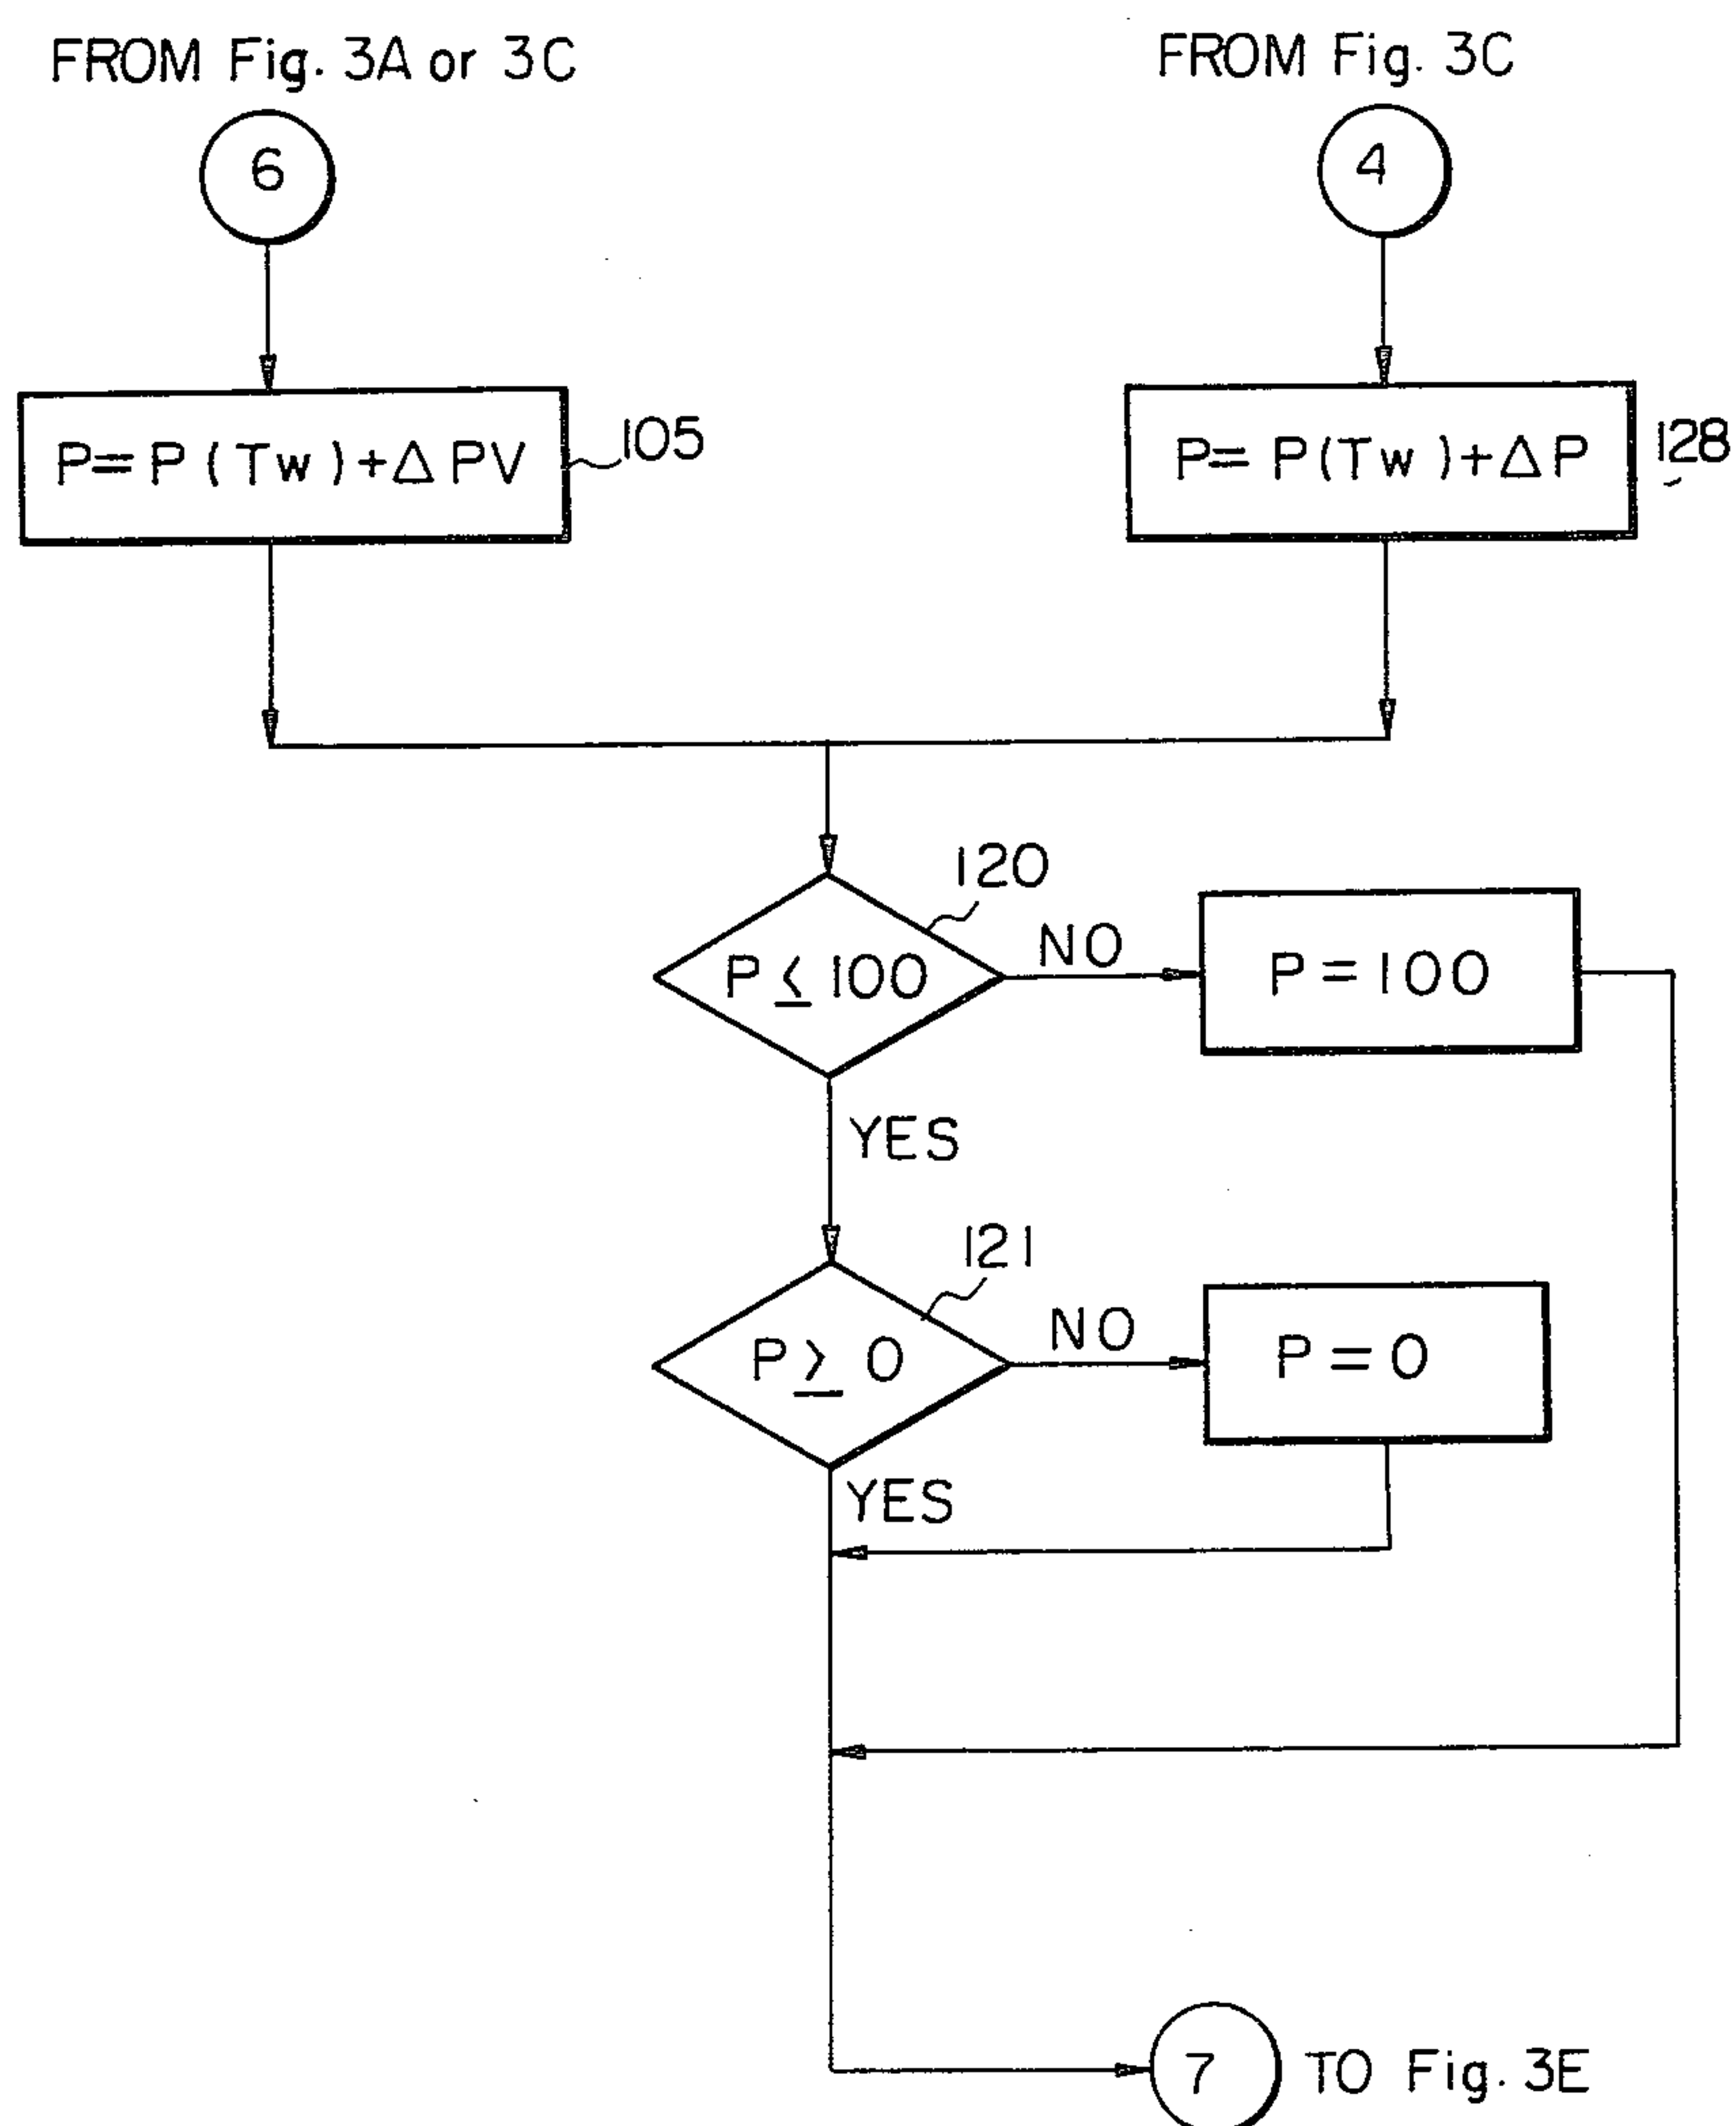 FROM Fig. 3A or 3C
FROM Fig. 3C
6
4
P=P(Tw)+ΔPV
105
P=P(Tw)+ΔP
128
120
P≤100
NO
P=100
YES
121
P≥0
NO
P=0
YES
7
TO Fig. 3E